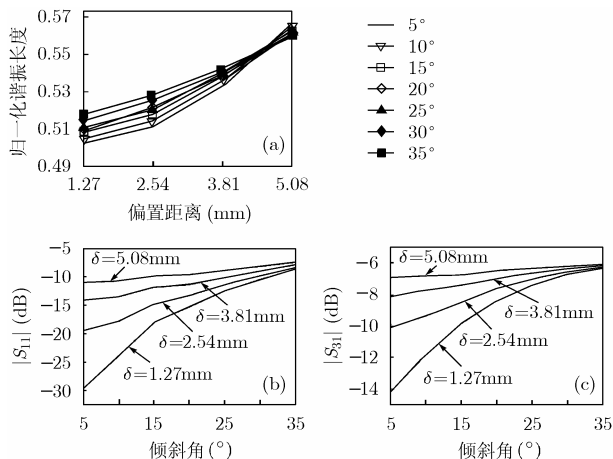 归一化谐振长度
0.57
0.55
0.53
0.51
0.49
1.27
2.54
3.81
5.08
偏置距离 (mm)
(a)
5°
10°
15°
20°
25°
30°
35°
|S11| (dB)
−5
−10
−15
−20
−25
−30
δ=5.08mm
δ=3.81mm
δ=2.54mm
δ=1.27mm
(b)
5
15
25
35
倾斜角 (°)
|S31| (dB)
−6
−8
−10
−12
−14
δ=5.08mm
δ=3.81mm
δ=2.54mm
δ=1.27mm
(c)
5
15
25
35
倾斜角 (°)